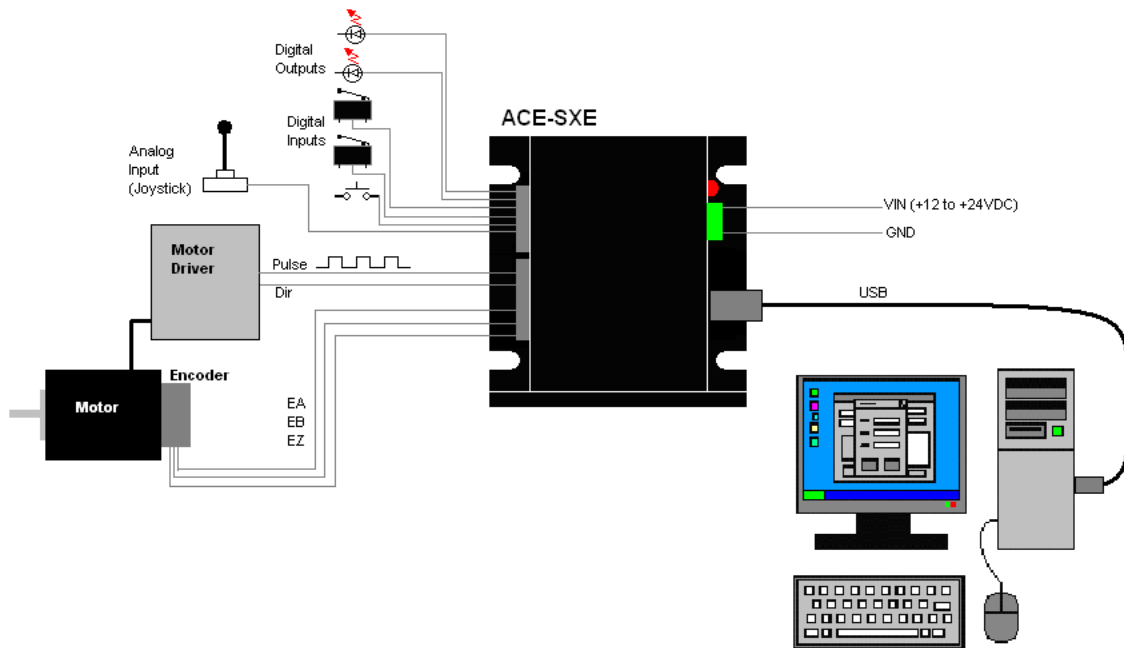 Digital
Outputs
ACE-SXE
Digital
Inputs
Analog
Input
(Joystick)
VIN (+12 to +24VDC)
GND
Motor
Driver
Pulse
Dir
USB
Encoder
Motor
EA
EB
EZ